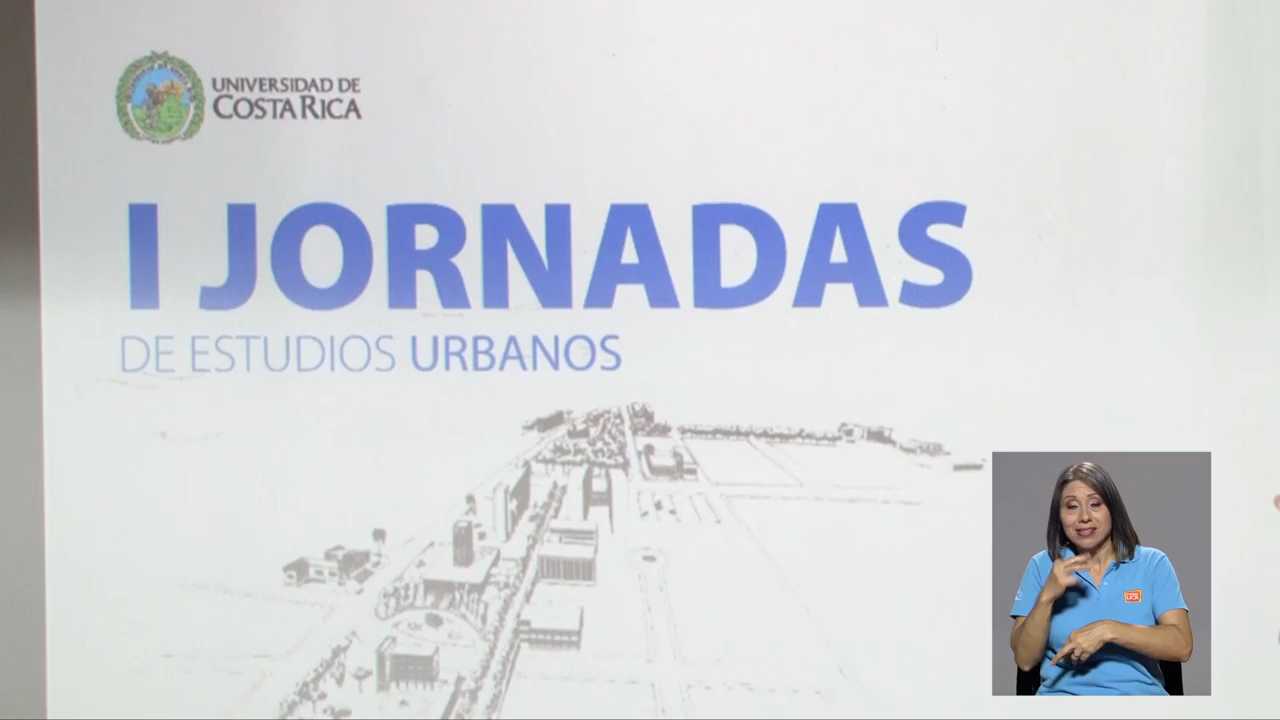 UNIVERSIDAD DE
COSTA RICA
I JORNADAS
DE ESTUDIOS URBANOS